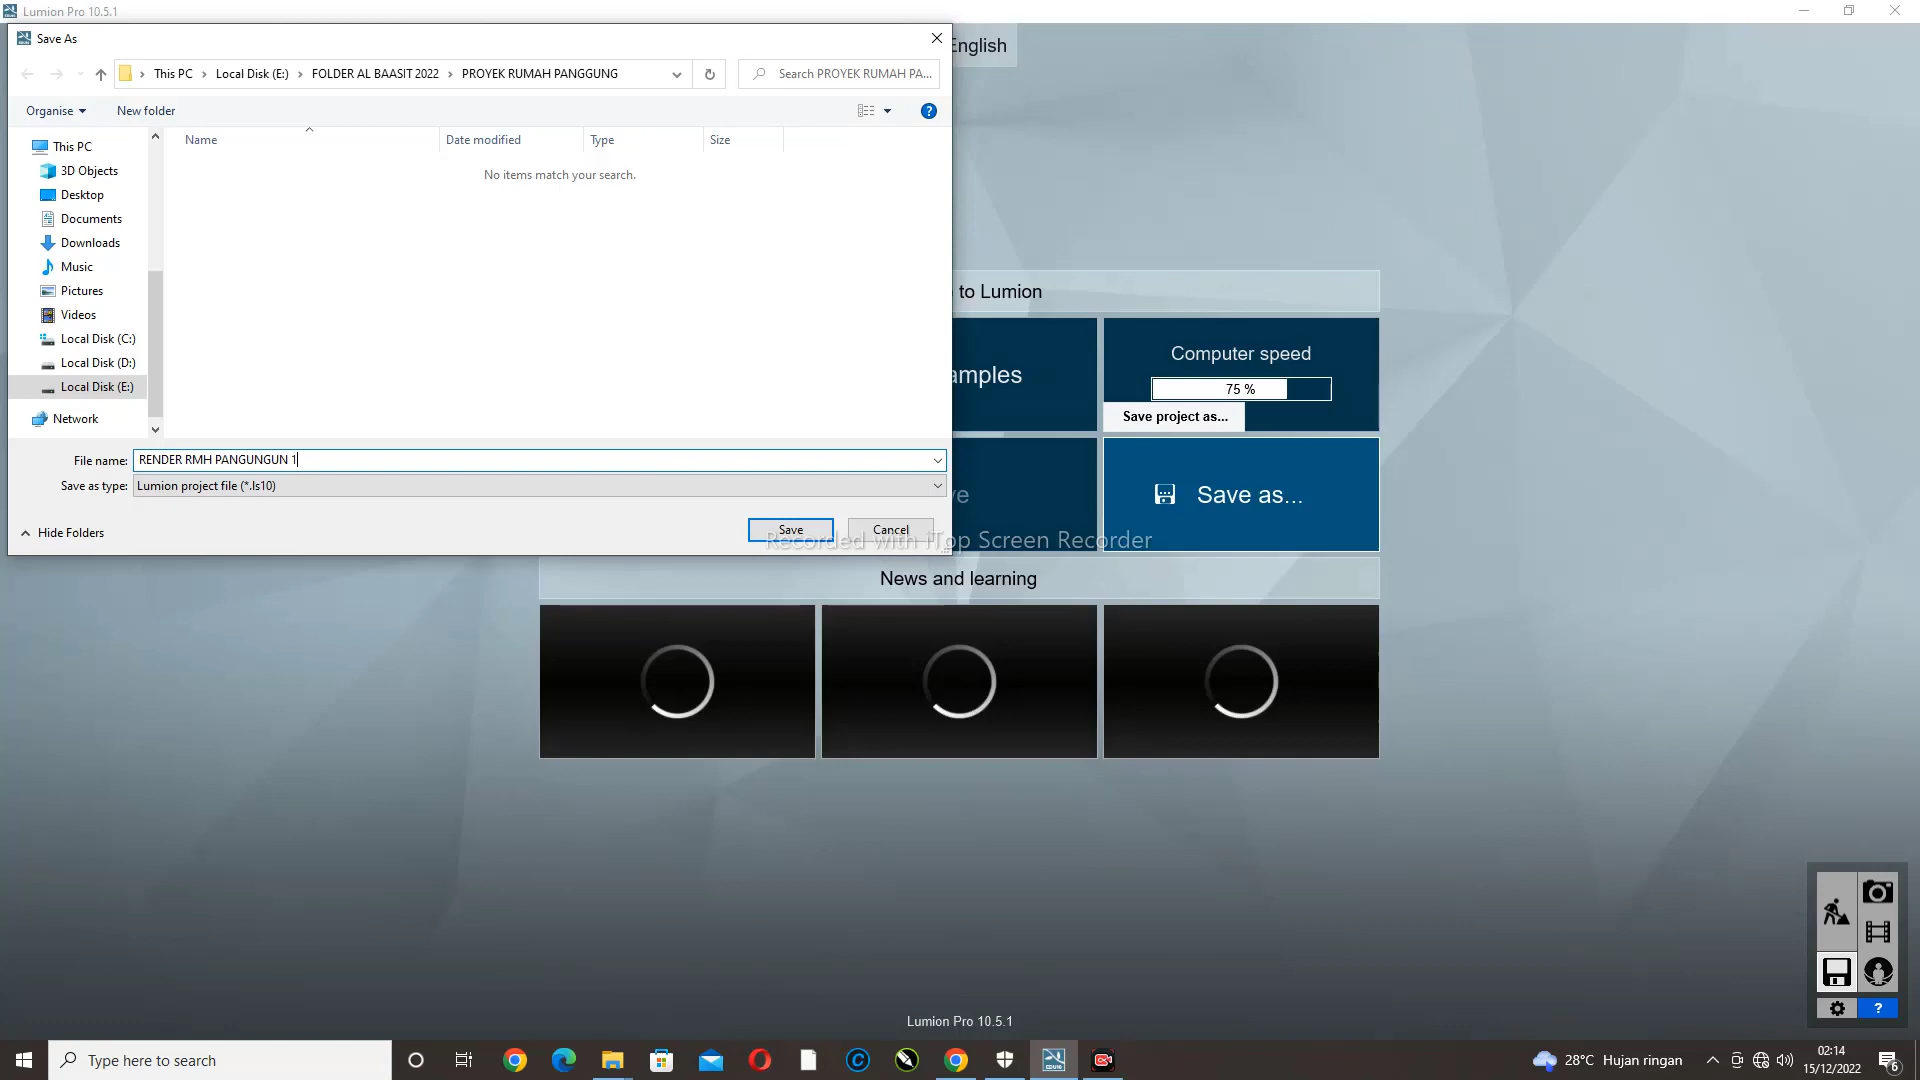 Lumion Pro 10.5.1
Save As
English
This PC
Local Disk (E:)
FOLDER AL BAASIT 2022
PROYEK RUMAH PANGGUNG
Search PROYEK RUMAH PA...
Organise
New folder
?
Name
Date modified
Type
Size
No items match your search.
This PC
3D Objects
Desktop
Documents
Downloads
Music
Pictures
Videos
Local Disk (C:)
Local Disk (D:)
Local Disk (E:)
Network
File name:
RENDER RMH PANGUNGUN 1
Save as type:
Lumion project file (*.ls10)
Hide Folders
Save
Cancel
to Lumion
amples
Computer speed
75 %
Save project as...
ve
Save as...
Recorded with iTop Screen Recorder
News and learning
?
Lumion Pro 10.5.1
Type here to search
28°C Hujan ringan
02:14
15/12/2022
6